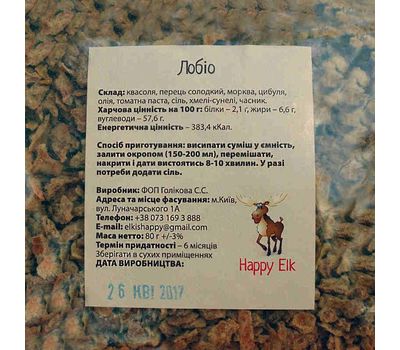 Лобіо
Склад: квасоля, перець солодкий, морква, цибуля,
олія, томатна паста, сіль, хмелі-сунелі, часник.
Харчова цінність на 100 г: білки – 2,1 г, жири – 6,6 г,
вуглеводи – 57,6 г.
Енергетична цінність – 383,4 кКал.
Спосіб приготування: висипати суміш у ємність,
залити окропом (150-200 мл), перемішати,
накрити і дати вистоятись 8-10 хвилин. У разі
потреби додати сіль.
Виробник: ФОП Голікова С.С.
Адреса та місце фасування: м.Київ,
вул.Луначарського 1А
Телефон: +38 073 169 3 888
E-mail: elkishappy@gmail.com
Маса нетто: 80 г +/-3%
Термін придатності – 6 місяців
Зберігати в сухих приміщеннях
ДАТА ВИРОБНИЦТВА:
Happy Elk
26 КВІ 2017